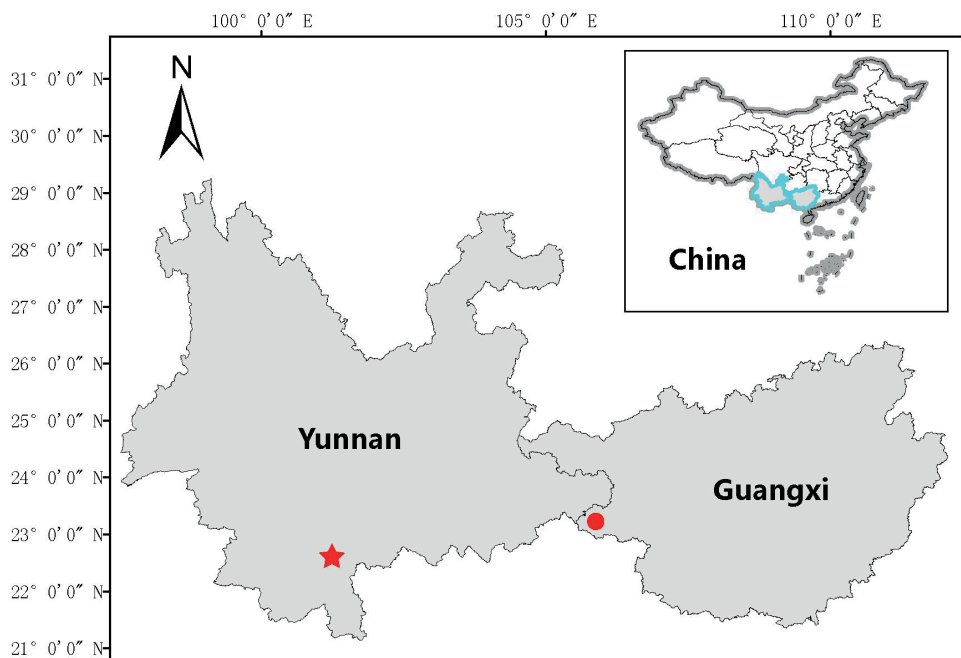 100° 0′0″ E
105° 0′0″ E
110° 0′0″ E
31° 0′0″ N
30° 0′0″ N
29° 0′0″ N
28° 0′0″ N
27° 0′0″ N
26° 0′0″ N
25° 0′0″ N
24° 0′0″ N
23° 0′0″ N
22° 0′0″ N
21° 0′0″ N
N
China
Yunnan
Guangxi